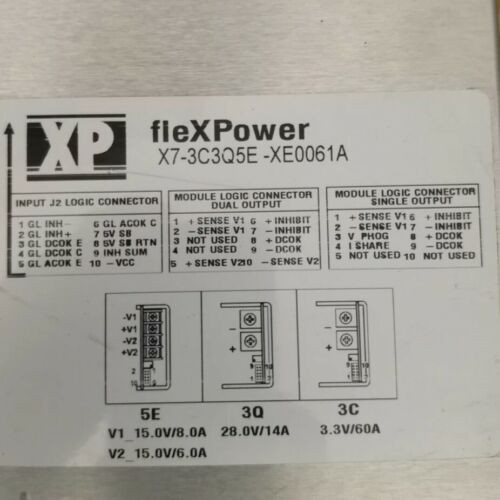 XP
fleXPower
X7-3C3Q5E -XE0061A
INPUT J2 LOGIC CONNECTOR
1 GL INH- 6 GL ACOK C
2 GL INH+ 7 5V SB
3 GL DCOK E 8 5V SB RTN
4 GL DCOK C 9 INH SUM
5 GL ACOK E 10 -VCC
MODULE LOGIC CONNECTOR
DUAL OUTPUT
1 +SENSE V1 6 +INHIBIT
2 -SENSE V1 7 -INHIBIT
3 NOT USED 8 +DCOK
4 NOT USED 9 -DCOK
5 +SENSE V2 10 -SENSE V2
MODULE LOGIC CONNECTOR
SINGLE OUTPUT
1 +SENSE V1 6 +INHIBIT
2 -SENSE V1 7 -INHIBIT
3 V PROG 8 +DCOK
4 I SHARE 9 -DCOK
5 NOT USED 10 NOT USED
-V1
+V1
-V2
+V2
2 1
10 9
5E
V1_15.0V/8.0A
V2_15.0V/6.0A
-
+
3Q
28.0V/14A
-
+
3C
3.3V/60A